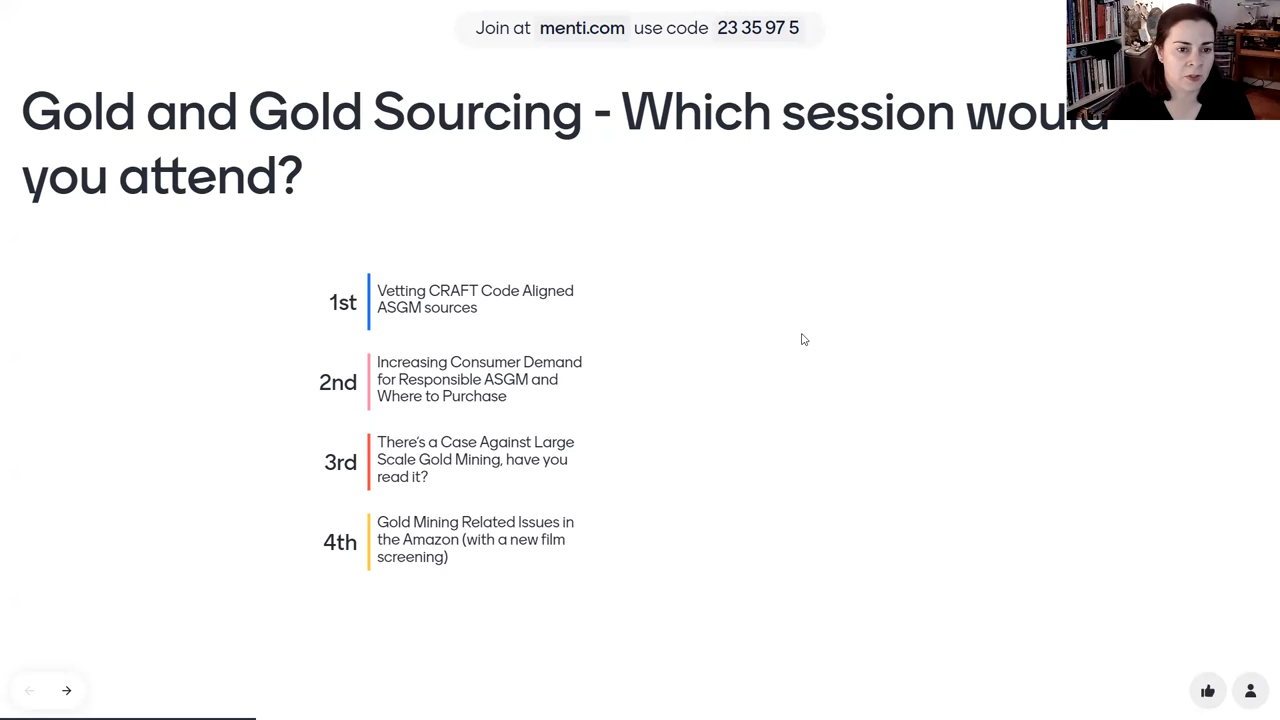 Join at menti.com use code 23 35 97 5
Gold and Gold Sourcing - Which session would
you attend?
1st
Vetting CRAFT Code Aligned
ASGM sources
2nd
Increasing Consumer Demand
for Responsible ASGM and
Where to Purchase
3rd
There's a Case Against Large
Scale Gold Mining, have you
read it?
4th
Gold Mining Related Issues in
the Amazon (with a new film
screening)